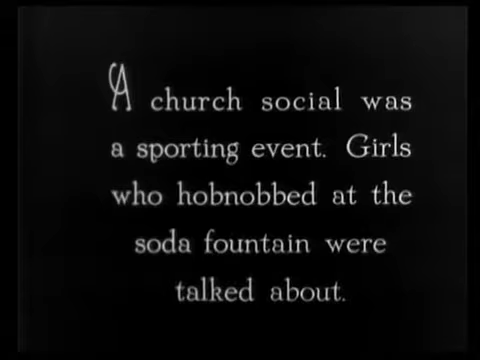 A church social was
a sporting event. Girls
who hobnobbed at the
soda fountain were
talked about.